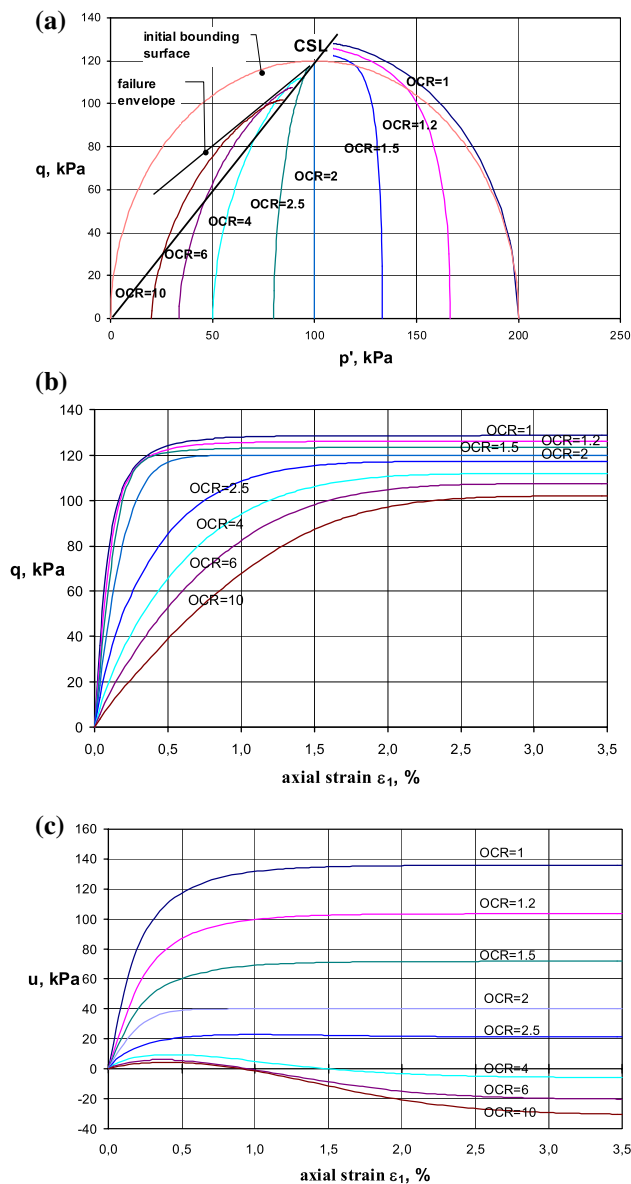 (a)
140
120
100
80
60
40
20
0
q, kPa
initial bounding
surface
CSL
failure
envelope
OCR=1
OCR=1.2
OCR=1.5
OCR=2
OCR=2.5
OCR=4
OCR=6
OCR=10
0 50 100 150 200 250
p', kPa
(b)
140
120
100
80
60
40
20
0
q, kPa
OCR=1
OCR=1.2
OCR=1.5
OCR=2
OCR=2.5
OCR=4
OCR=6
OCR=10
0,0 0,5 1,0 1,5 2,0 2,5 3,0 3,5
axial strain ε₁, %
(c)
160
140
120
100
80
60
40
20
0
-20
-40
u, kPa
OCR=1
OCR=1.2
OCR=1.5
OCR=2
OCR=2.5
OCR=4
OCR=6
OCR=10
0,0 0,5 1,0 1,5 2,0 2,5 3,0 3,5
axial strain ε₁, %